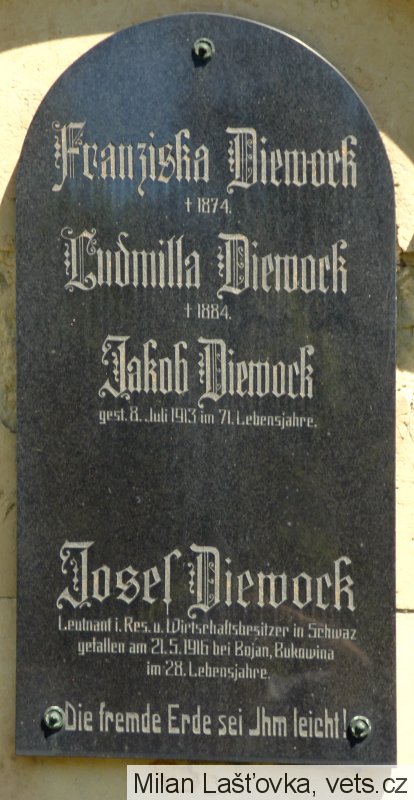 Franziska Diewock
† 1874.
Ludmilla Diewock
† 1884.
Jakob Diewock
gest. 8. Juli 1913 im 71. Lebensjahre.
Josef Diewock
Leutnant i. Res. u. Wirtschaftsbesitzer in Schwaz
gefallen am 21. 5. 1916 bei Bojan, Bukowina
im 28. Lebensjahre.
Die fremde Erde sei Jhm leicht!
Milan Lašťovka, vets.cz